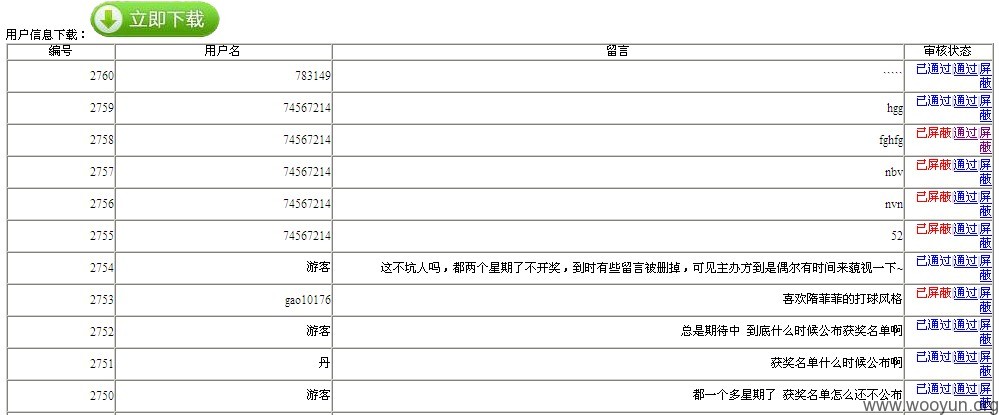 用户信息下载： 立即下载
编号 用户名 留言 审核状态
2760 783149 ····· 已通过 通过 屏蔽
2759 74567214 hgg 已通过 通过 屏蔽
2758 74567214 fghfg 已屏蔽 通过 屏蔽
2757 74567214 nbv 已屏蔽 通过 屏蔽
2756 74567214 nvn 已屏蔽 通过 屏蔽
2755 74567214 52 已屏蔽 通过 屏蔽
2754 游客 这不坑人吗，都两个星期了不开奖，到时有些留言被删掉，可见主办方到是偶尔有时间来藐视一下~ 已通过 通过 屏蔽
2753 gao10176 喜欢隋菲菲的打球风格 已屏蔽 通过 屏蔽
2752 游客 总是期待中 到底什么时候公布获奖名单啊 已通过 通过 屏蔽
2751 丹 获奖名单什么时候公布啊 已通过 通过 屏蔽
2750 游客 都一个多星期了 获奖名单怎么还不公布 已通过 通过 屏蔽
www.wooyun.org